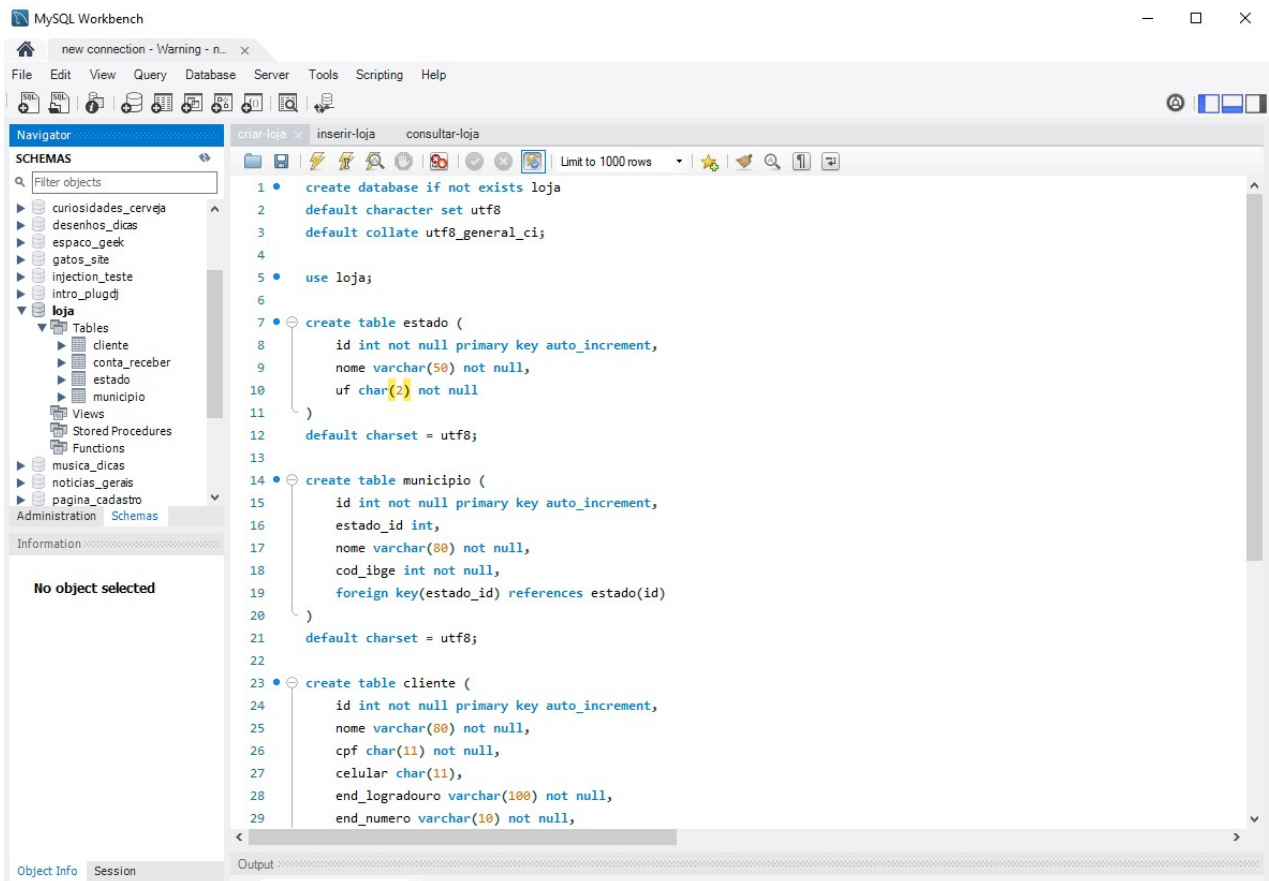 MySQL Workbench
new connection - Warning - n...
File Edit View Query Database Server Tools Scripting Help
Navigator
SCHEMAS
Filter objects
curiosidades_cerveja
desenhos_dicas
espaco_geek
gatos_site
injection_teste
intro_plugdj
loja
Tables
cliente
conta_receber
estado
municipio
Views
Stored Procedures
Functions
musica_dicas
noticias_gerais
pagina_cadastro
Administration Schemas
Information
No object selected
Object Info Session
criar-loja inserir-loja consultar-loja
Limit to 1000 rows
1 create database if not exists loja
2 default character set utf8
3 default collate utf8_general_ci;
4
5 use loja;
6
7 create table estado (
8 id int not null primary key auto_increment,
9 nome varchar(50) not null,
10 uf char(2) not null
11 )
12 default charset = utf8;
13
14 create table municipio (
15 id int not null primary key auto_increment,
16 estado_id int,
17 nome varchar(80) not null,
18 cod_ibge int not null,
19 foreign key(estado_id) references estado(id)
20 )
21 default charset = utf8;
22
23 create table cliente (
24 id int not null primary key auto_increment,
25 nome varchar(80) not null,
26 cpf char(11) not null,
27 celular char(11),
28 end_logradouro varchar(100) not null,
29 end_numero varchar(10) not null,
Output